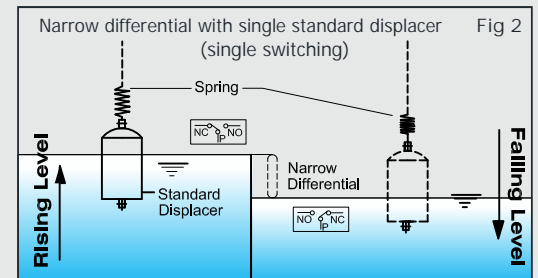 Narrow differential with single standard displacer
(single switching)
Fig 2
Spring
NC P NO
Rising Level
Standard
Displacer
Narrow
Differential
NO P NC
Falling Level